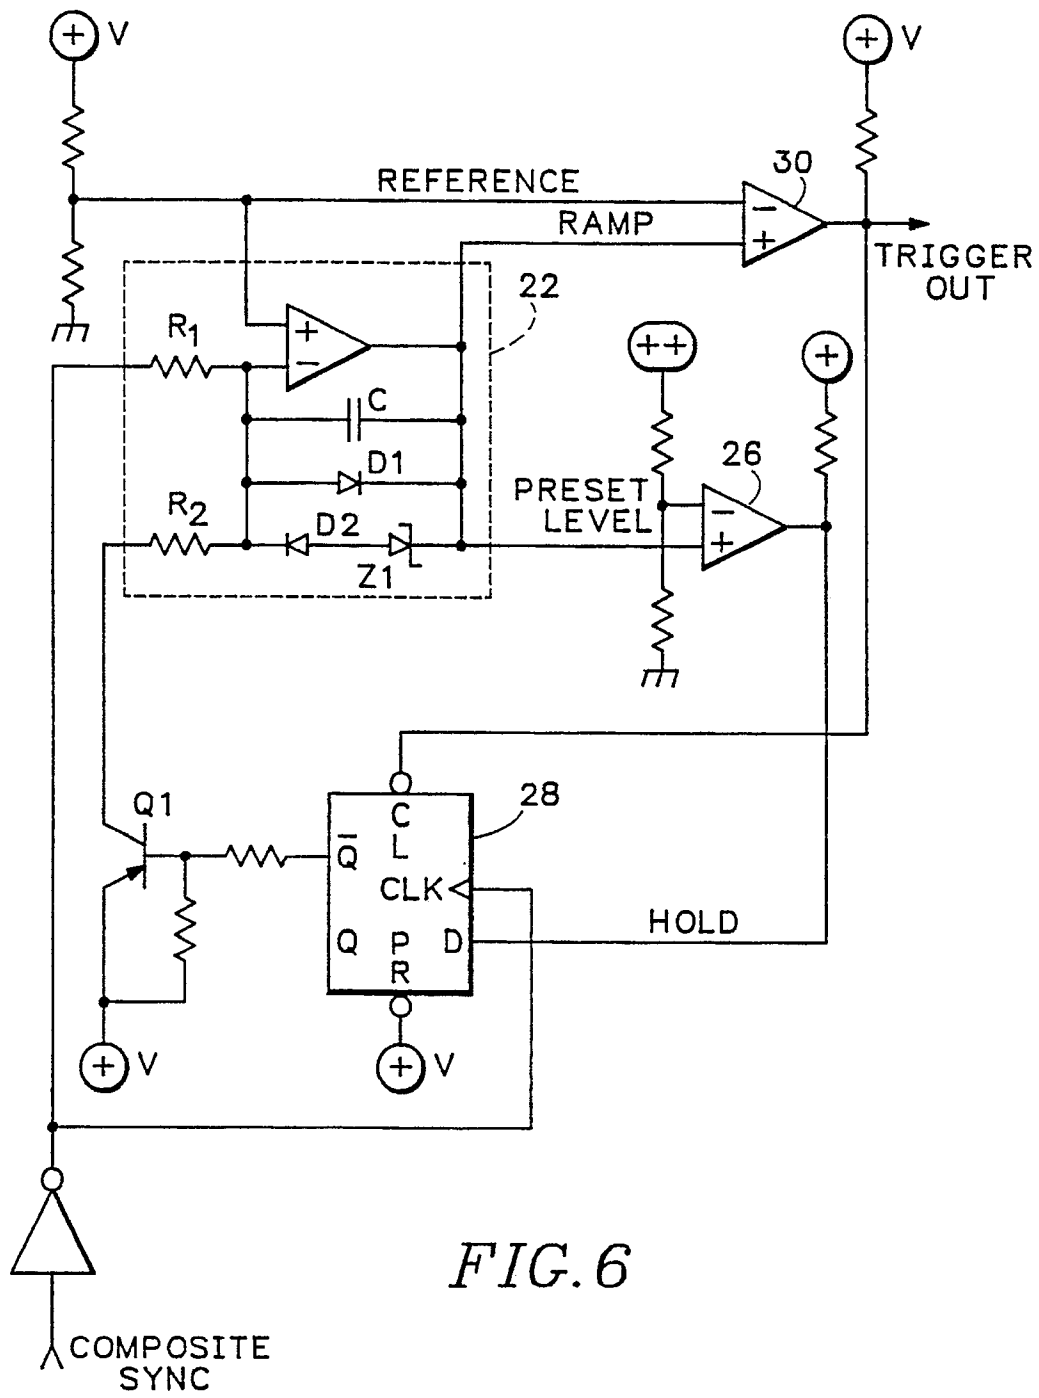 + V
+ V
30
REFERENCE
−
RAMP
+
TRIGGER
OUT
22
R1
+
−
++
+
C
26
D1
PRESET
LEVEL
−
+
R2
D2
Z1
Q1
28
C
L
Q̅
CLK
HOLD
Q
P
R
D
+ V
+ V
FIG. 6
COMPOSITE
SYNC